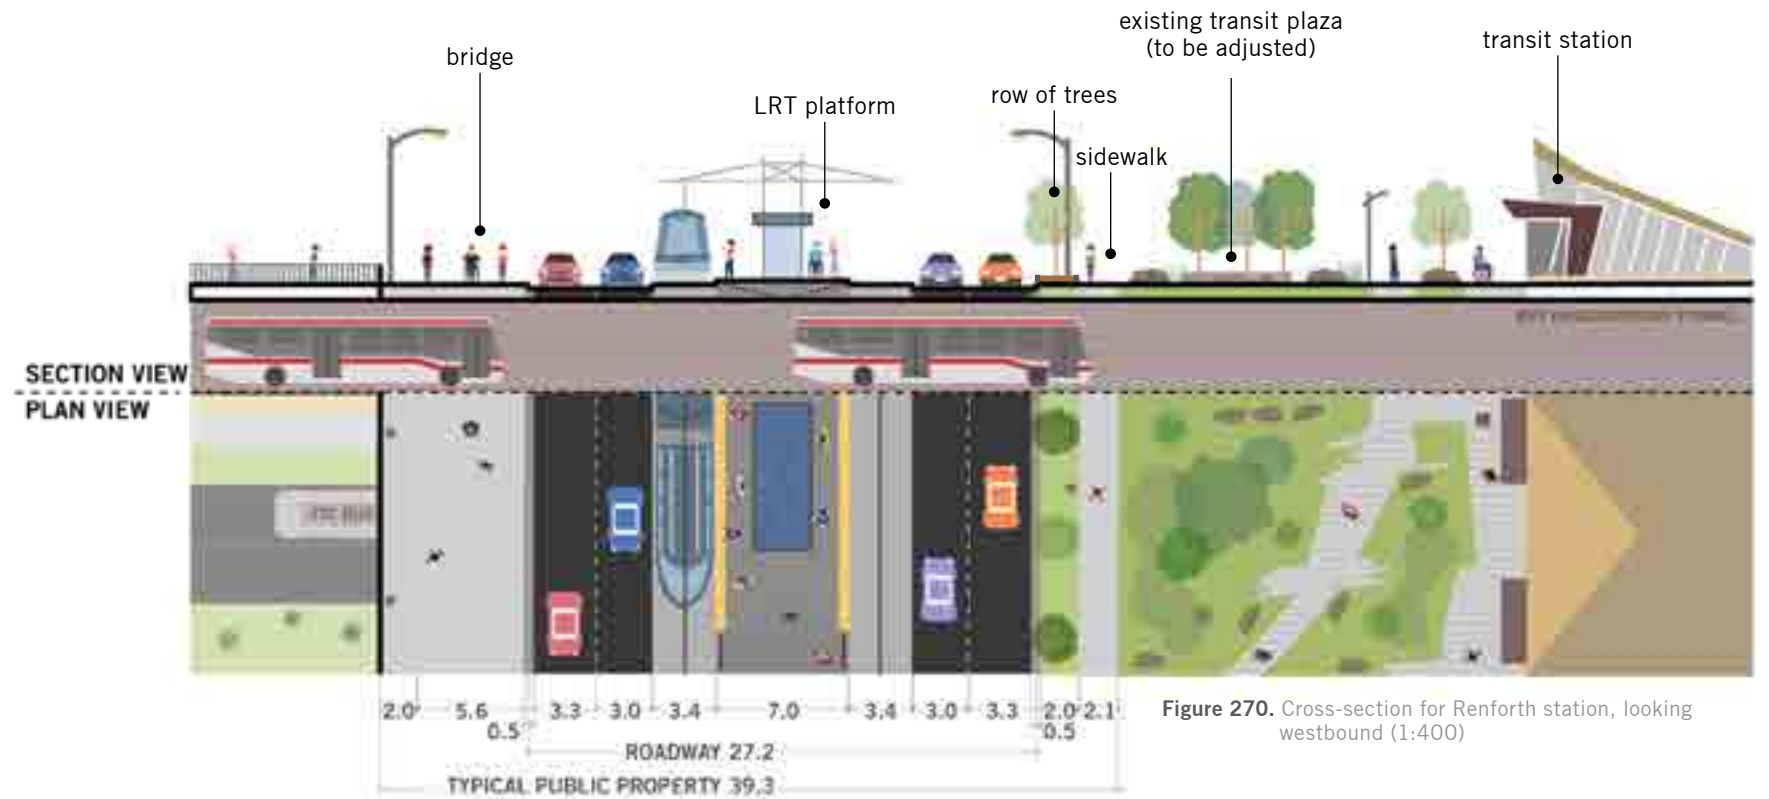 existing transit plaza
(to be adjusted)
transit station
bridge
row of trees
LRT platform
sidewalk
SECTION VIEW
PLAN VIEW
2.0 5.6 3.3 3.0 3.4 7.0 3.4 3.0 3.3 2.0 2.1
0.5 0.5
ROADWAY 27.2
TYPICAL PUBLIC PROPERTY 39.3
Figure 270. Cross-section for Renforth station, looking
westbound (1:400)